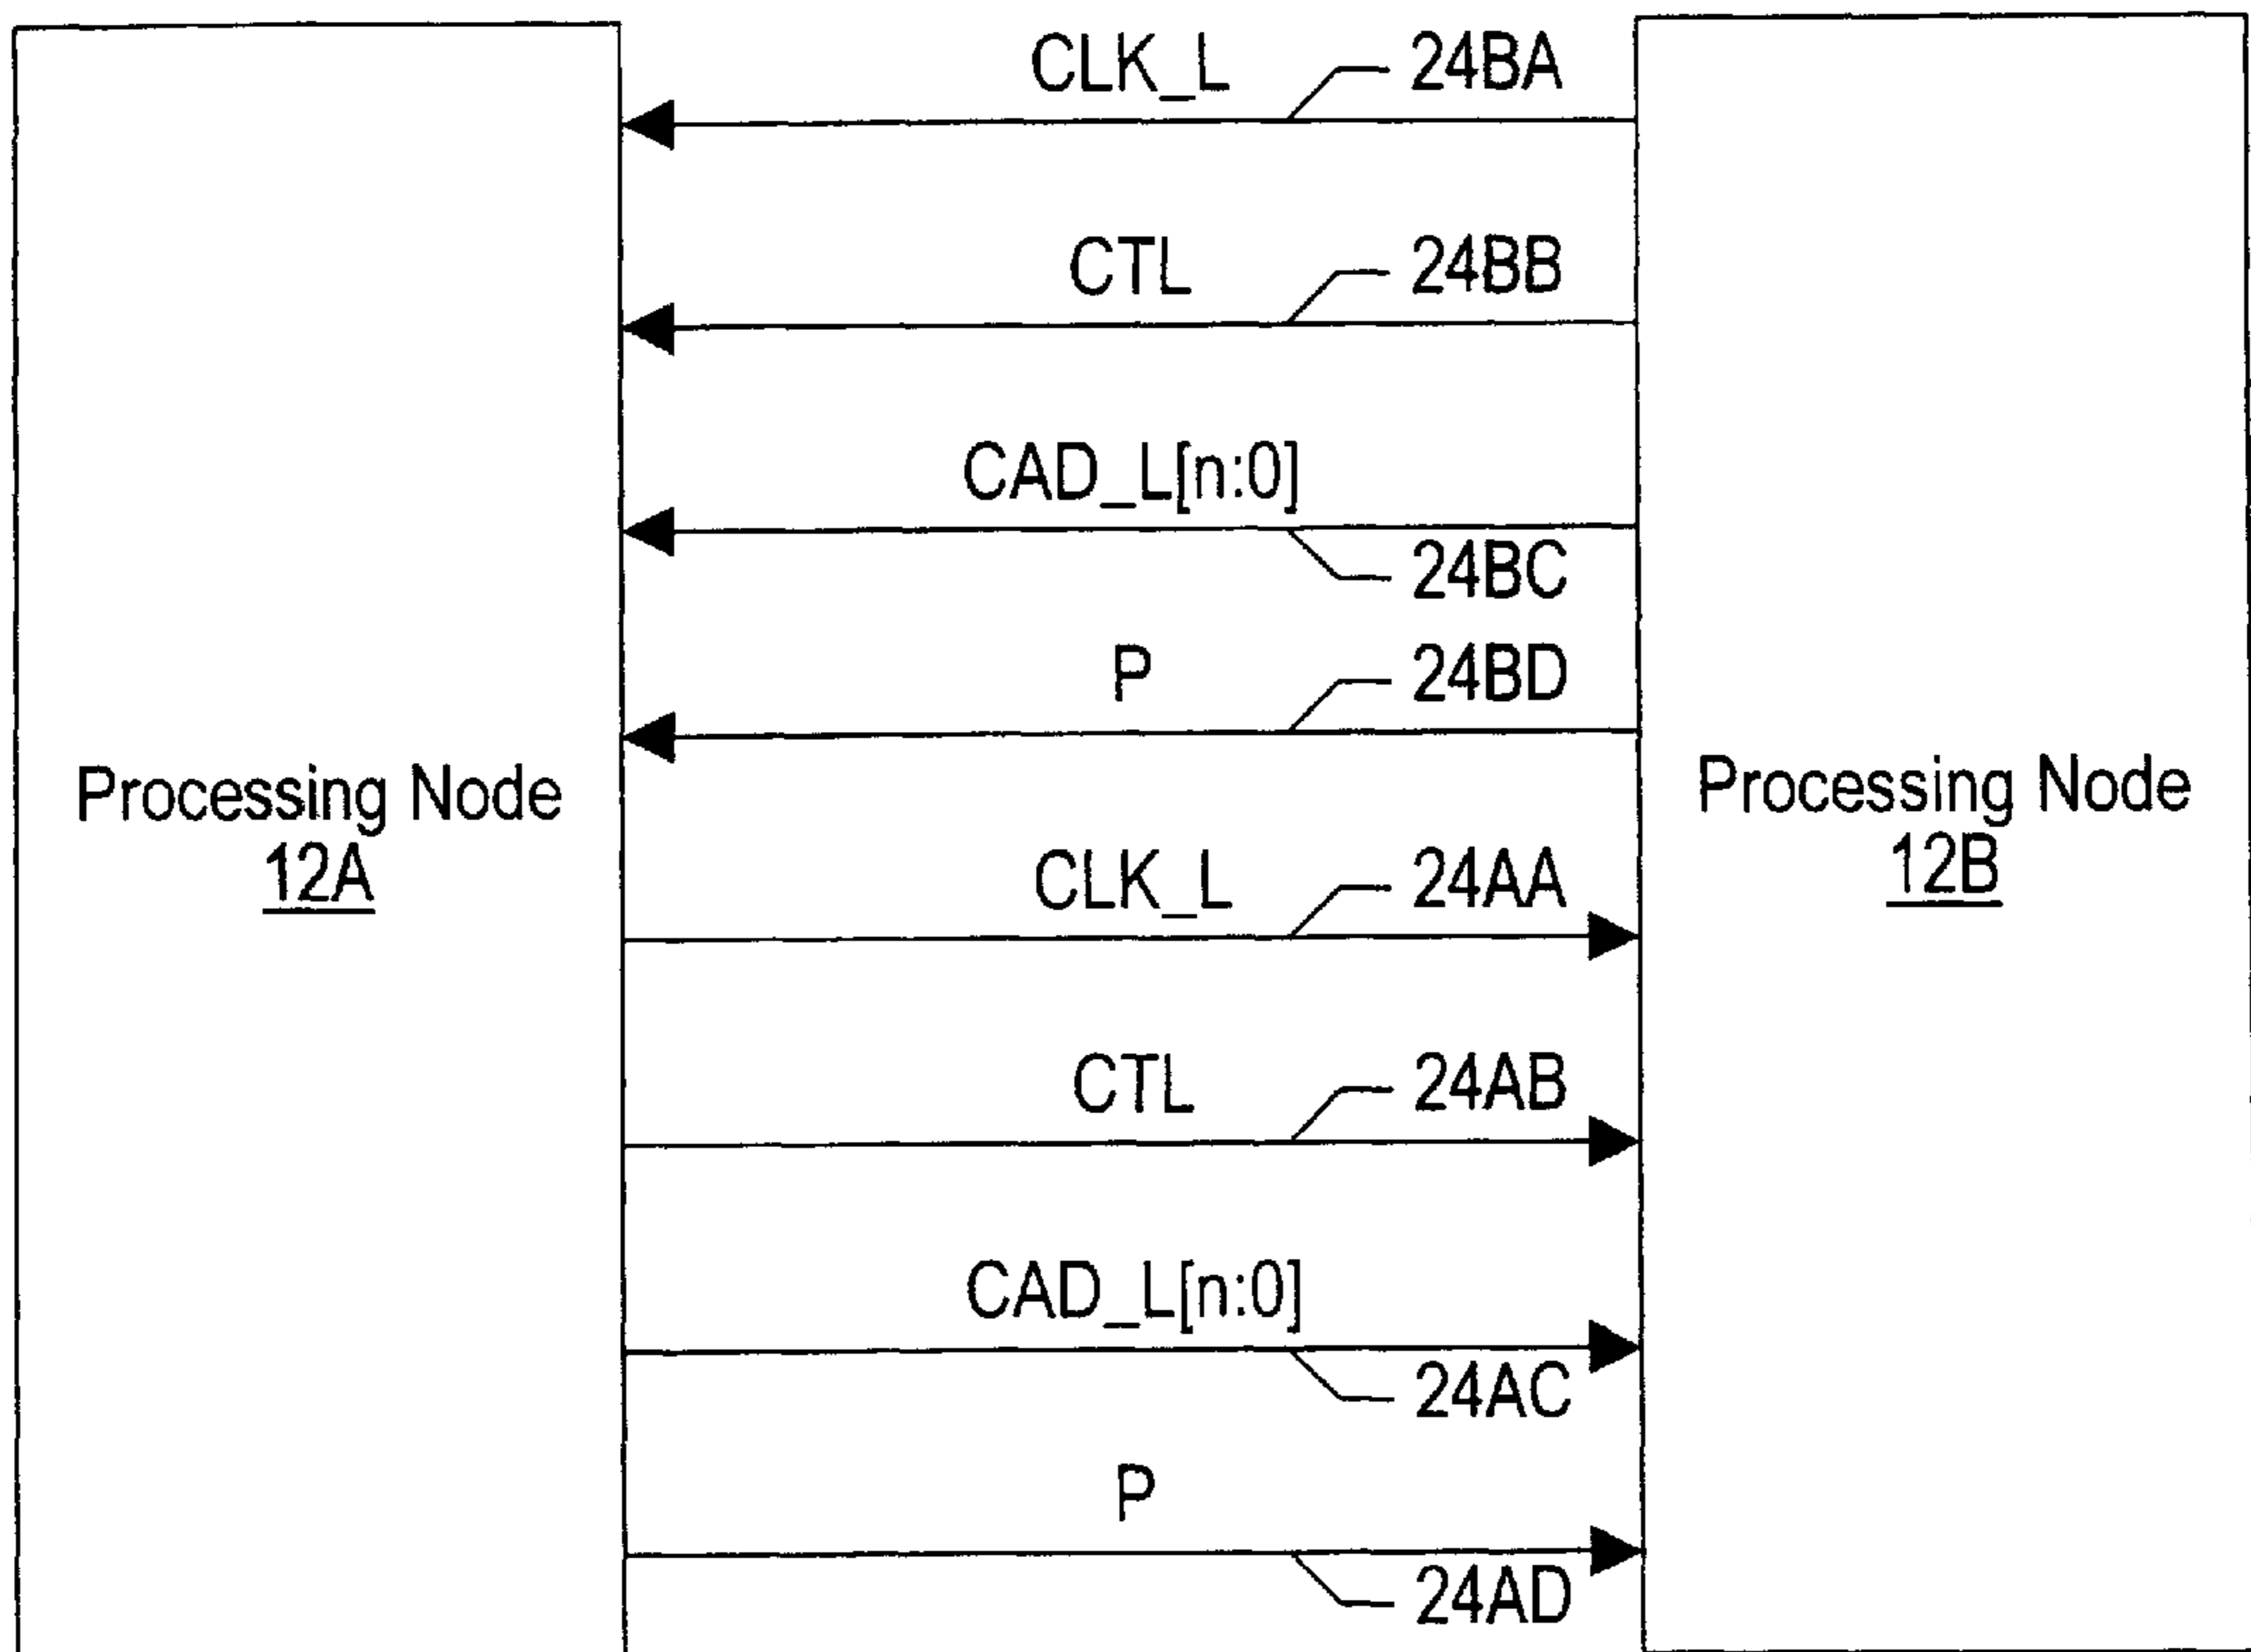 CLK_L 24BA
CTL 24BB
CAD_L[n:0]
24BC
P 24BD
Processing Node
12A
Processing Node
12B
CLK_L 24AA
CTL 24AB
CAD_L[n:0]
24AC
P
24AD